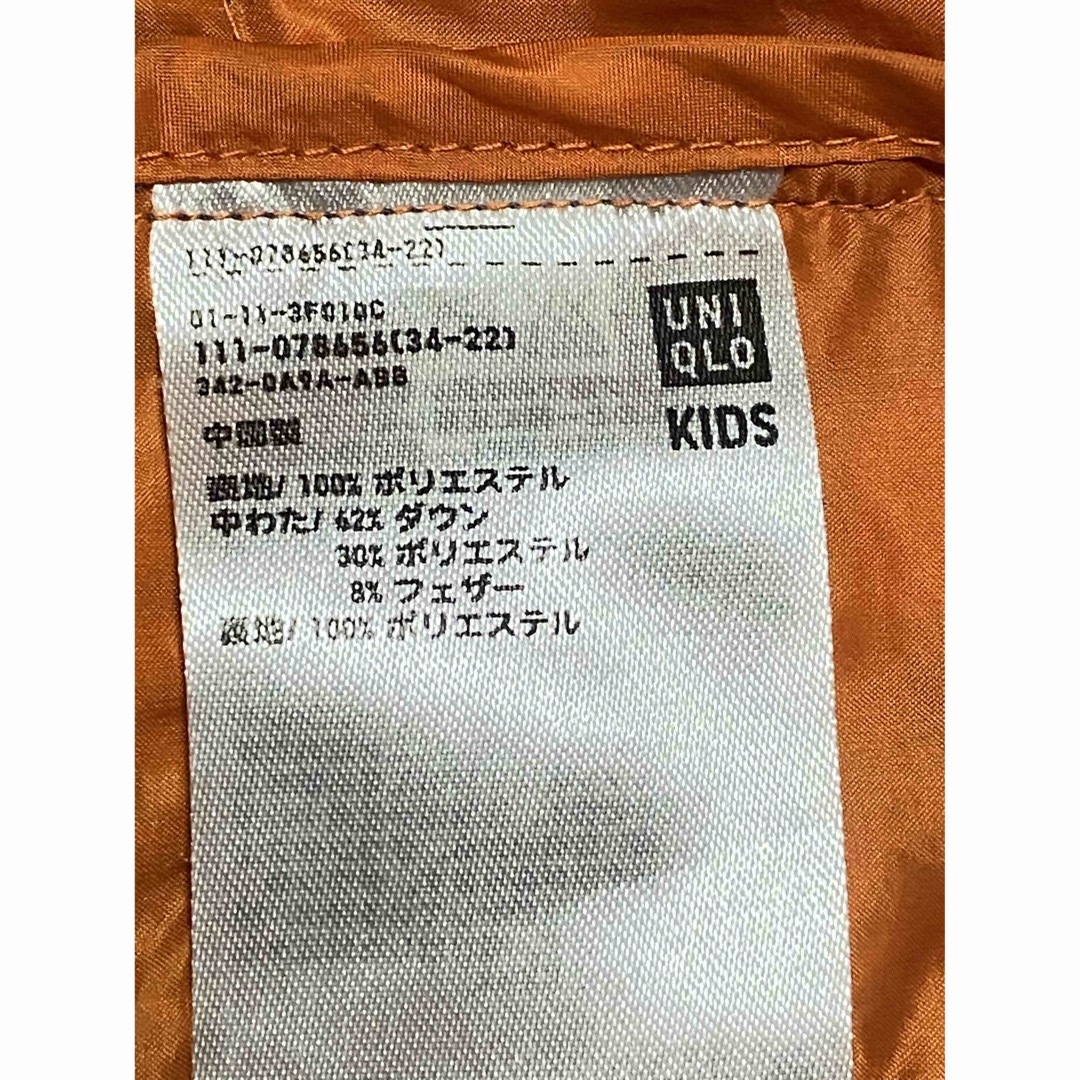 111-078656(34-22)
01-11-3F010C
111-078656(34-22)
342-0A9A-ABB
UNI
QLO
KIDS
中国製
表地/ 100% ポリエステル
中わた/ 62% ダウン
30% ポリエステル
8% フェザー
裏地/ 100% ポリエステル